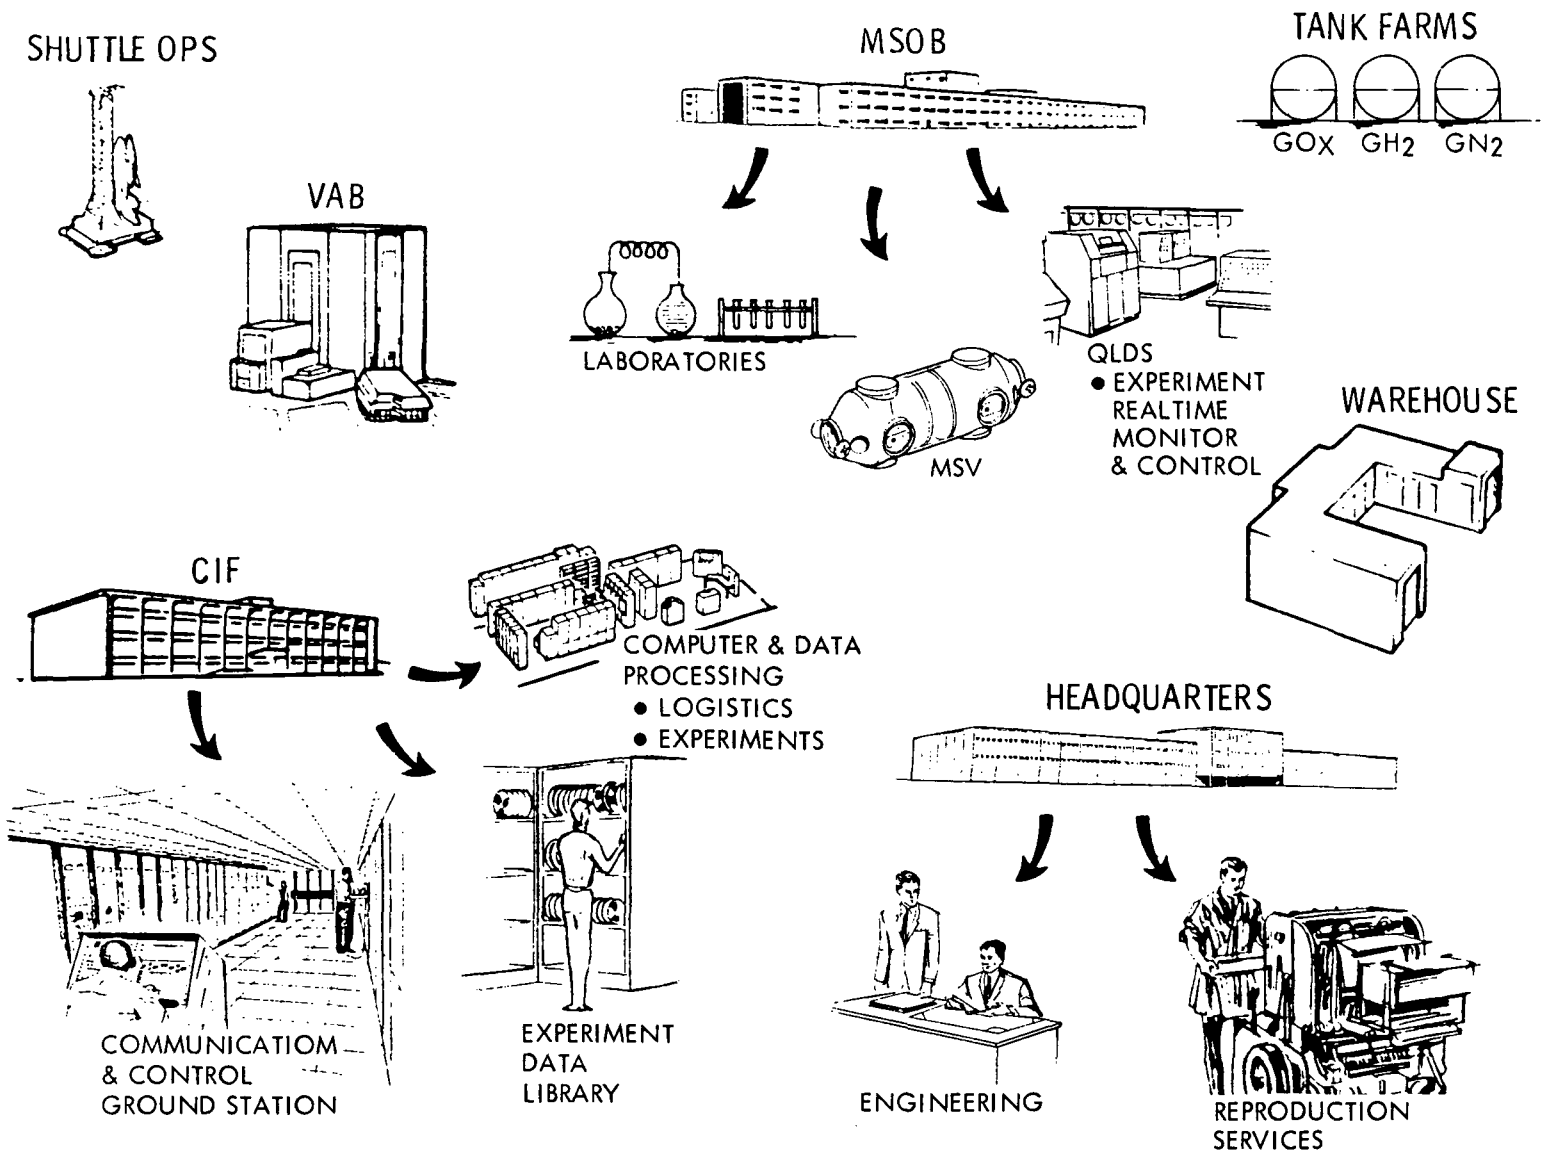 SHUTTLE OPS
VAB
MSOB
LABORATORIES
MSV
QLDS
● EXPERIMENT
REALTIME
MONITOR
& CONTROL
TANK FARMS
GOX GH2 GN2
WAREHOUSE
CIF
COMPUTER & DATA
PROCESSING
● LOGISTICS
● EXPERIMENTS
COMMUNICATIOM
& CONTROL
GROUND STATION
EXPERIMENT
DATA
LIBRARY
HEADQUARTERS
ENGINEERING
REPRODUCTION
SERVICES